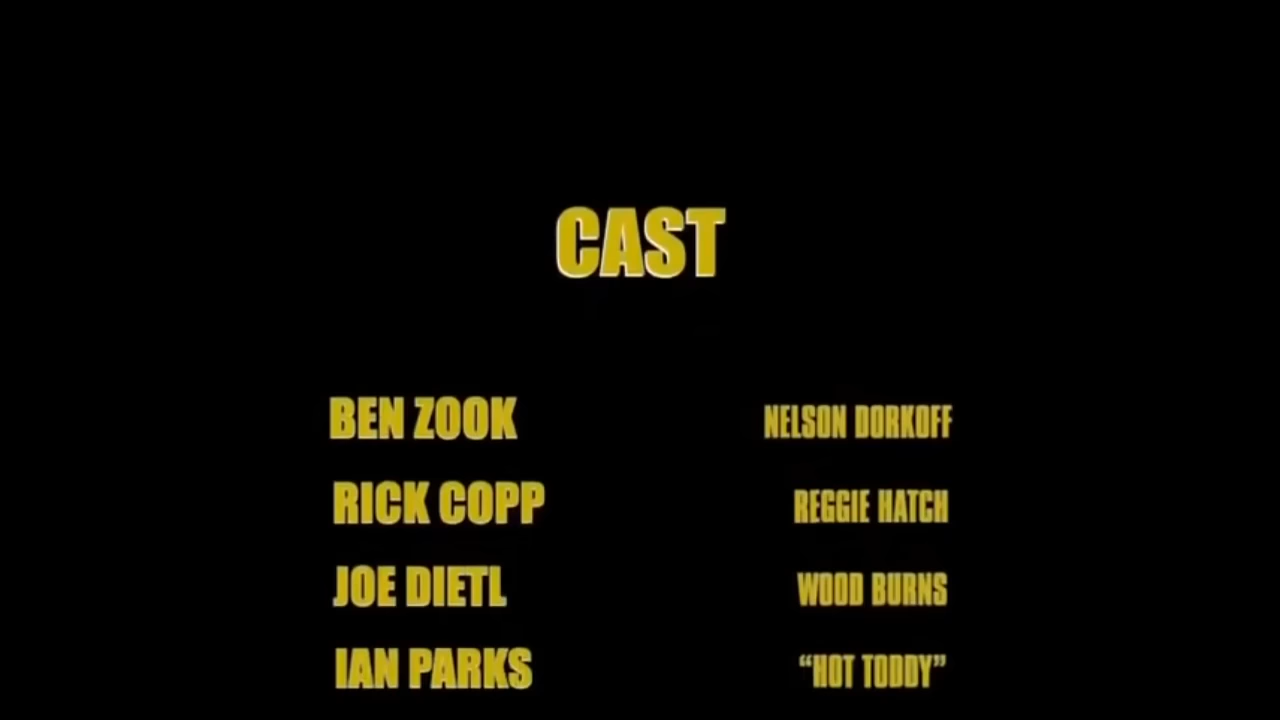 CAST
BEN ZOOK NELSON DORKOFF
RICK COPP REGGIE HATCH
JOE DIETL WOOD BURNS
IAN PARKS “HOT TODDY”